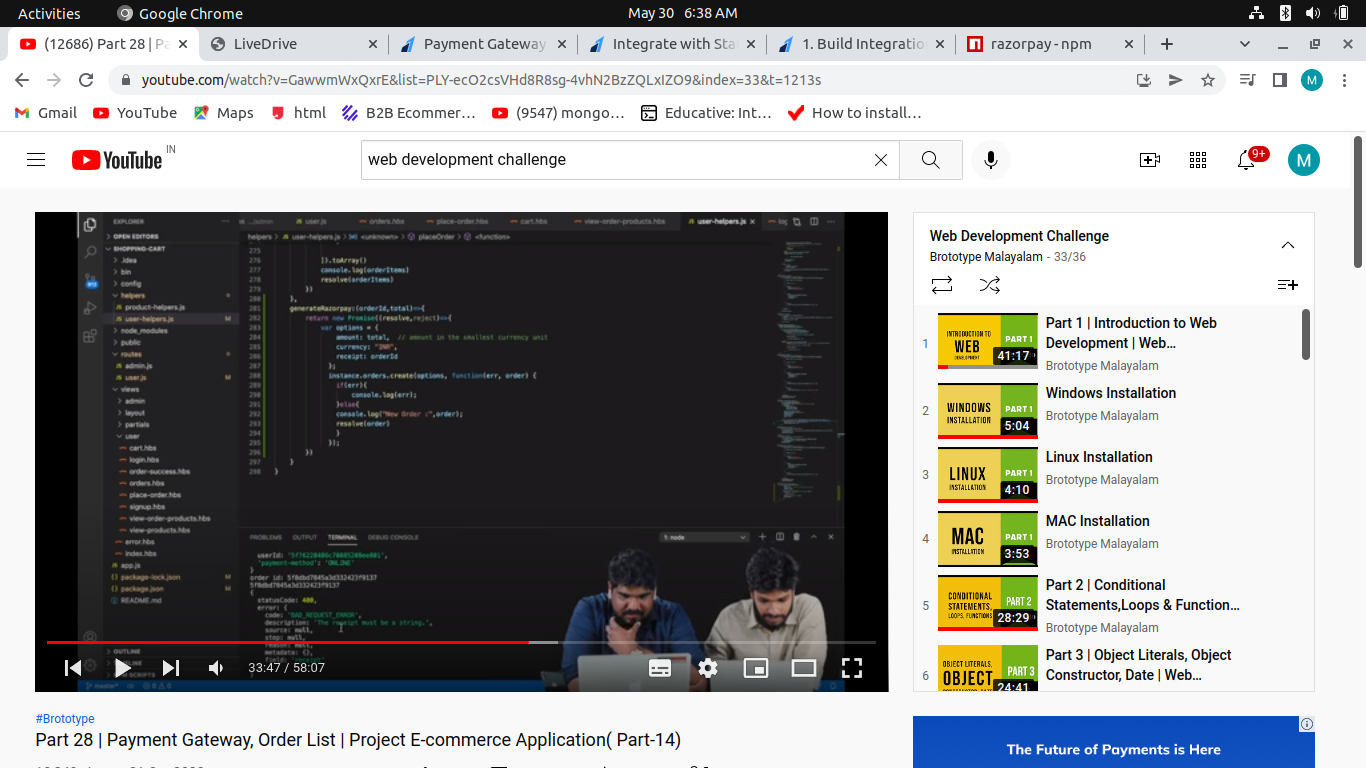 Activities
Google Chrome
May 30 6:38 AM
(12686) Part 28 | Pa
LiveDrive
Payment Gateway
Integrate with Sta
1. Build Integratio
razorpay - npm
youtube.com/watch?v=GawwmWxQxrE&list=PLY-ecO2csVHd8R8sg-4vhN2BzZQLxIZO9&index=33&t=1213s
M
Gmail
YouTube
Maps
html
B2B Ecommer…
(9547) mongo…
Educative: Int…
How to install…
YouTube IN
web development challenge
9+
M
EXPLORER
OPEN EDITORS
SHOPPING-CART
.idea
bin
config
helpers
product-helpers.js
user-helpers.js M
node_modules
public
routes
admin.js
user.js M
views
admin
layout
partials
user
cart.hbs
login.hbs
order-success.hbs
orders.hbs
place-order.hbs
signup.hbs
view-order-products.hbs
view-products.hbs
error.hbs
index.hbs
app.js
package-lock.json M
package.json M
README.md
OUTLINE
user.js
orders.hbs
place-order.hbs
cart.hbs
view-order-products.hbs
user-helpers.js
helpers > user-helpers.js > <unknown> > placeOrder > <function>
275
276 ]).toArray()
277 console.log(orderItems)
278 resolve(orderItems)
279 })
280 },
281 generateRazorpay:(orderId,total)=>{
282 return new Promise((resolve,reject)=>{
283 var options = {
284 amount: total, // amount in the smallest currency unit
285 currency: "INR",
286 receipt: orderId
287 };
288 instance.orders.create(options, function(err, order) {
289 if(err){
290 console.log(err);
291 }else{
292 console.log("New Order :",order);
293 resolve(order)
294 }
295 });
296 })
297 }
298 }
PROBLEMS OUTPUT TERMINAL DEBUG CONSOLE
1: node
'payment-method': 'ONLINE'
}
{
statusCode: 400,
error: {
code: 'BAD_REQUEST_ERROR',
description: 'The receipt must be a string.',
source: null,
step: null,
reason: null,
metadata: {},
33:47 / 58:07
#Brototype
Part 28 | Payment Gateway, Order List | Project E-commerce Application( Part-14)
Web Development Challenge
Brototype Malayalam - 33/36
1
INTRODUCTION TO
WEB
DEVELOPMENT
PART 1
41:17
Part 1 | Introduction to Web
Development | Web…
Brototype Malayalam
2
WINDOWS
INSTALLATION
PART 1
5:04
Windows Installation
Brototype Malayalam
3
LINUX
INSTALLATION
PART 1
4:10
Linux Installation
Brototype Malayalam
4
MAC
INSTALLATION
PART 1
3:53
MAC Installation
Brototype Malayalam
5
CONDITIONAL
STATEMENTS,
LOOPS, FUNCTIONS
PART 2
28:29
Part 2 | Conditional
Statements,Loops & Function…
Brototype Malayalam
6
OBJECT LITERALS,
OBJECT
PART 3
24:41
Part 3 | Object Literals, Object
Constructor, Date | Web…
The Future of Payments is Here